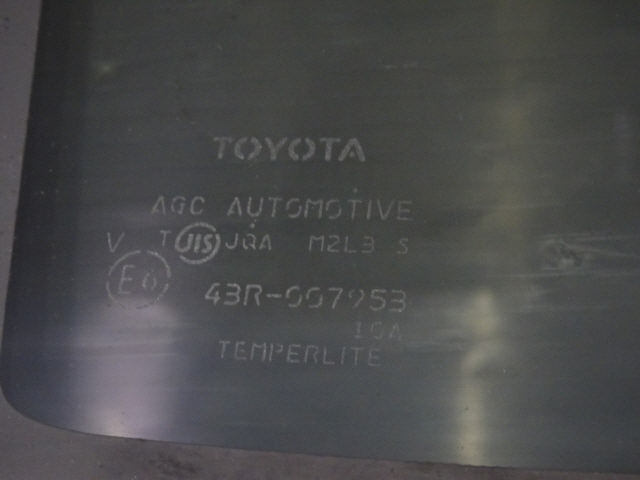 TOYOTA
AGC AUTOMOTIVE
V T JIS JQA M2L3 S
E6 43R-007953
10A
TEMPERLITE